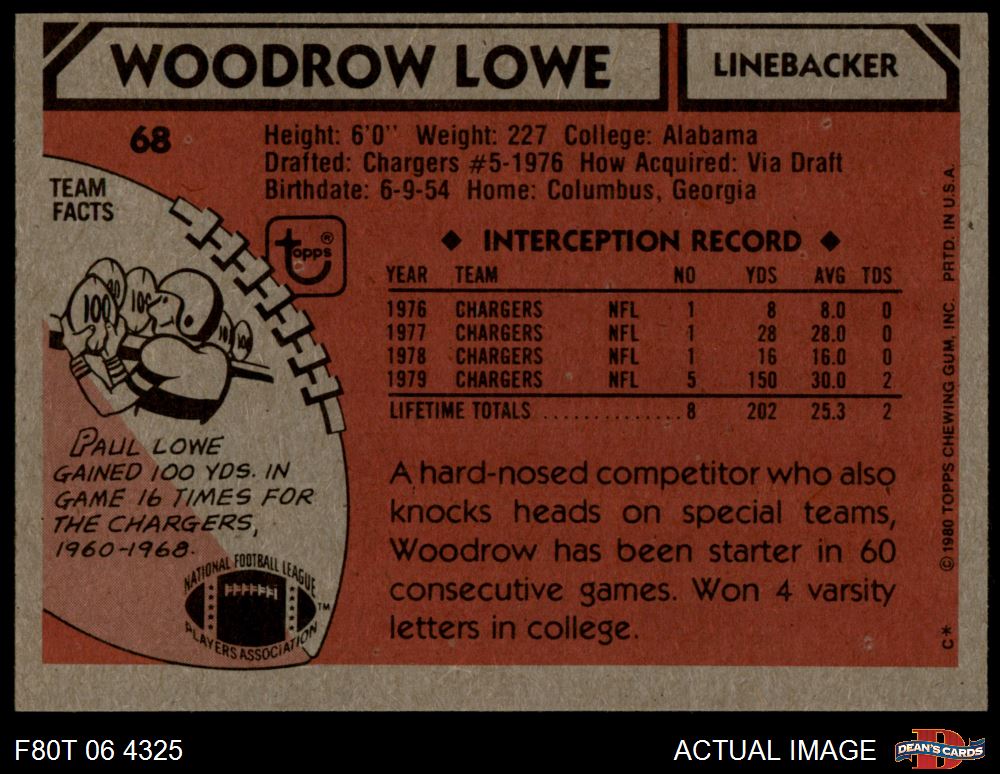 WOODROW LOWE
LINEBACKER
68
Height: 6'0" Weight: 227 College: Alabama
Drafted: Chargers #5-1976 How Acquired: Via Draft
Birthdate: 6-9-54 Home: Columbus, Georgia
TEAM
FACTS
topps®
100
00
100
10
10
PAUL LOWE
GAINED 100 YDS. IN
GAME 16 TIMES FOR
THE CHARGERS,
1960-1968.
NATIONAL FOOTBALL LEAGUE
PLAYERS ASSOCIATION
TM
◆ INTERCEPTION RECORD ◆
YEAR TEAM NO YDS AVG TDS
1976 CHARGERS NFL 1 8 8.0 0
1977 CHARGERS NFL 1 28 28.0 0
1978 CHARGERS NFL 1 16 16.0 0
1979 CHARGERS NFL 5 150 30.0 2
LIFETIME TOTALS ............... 8 202 25.3 2
A hard-nosed competitor who also
knocks heads on special teams,
Woodrow has been starter in 60
consecutive games. Won 4 varsity
letters in college.
© 1980 TOPPS CHEWING GUM, INC. PRTD. IN U.S.A.
C*
F80T 06 4325
ACTUAL IMAGE
D
DEAN'S CARDS